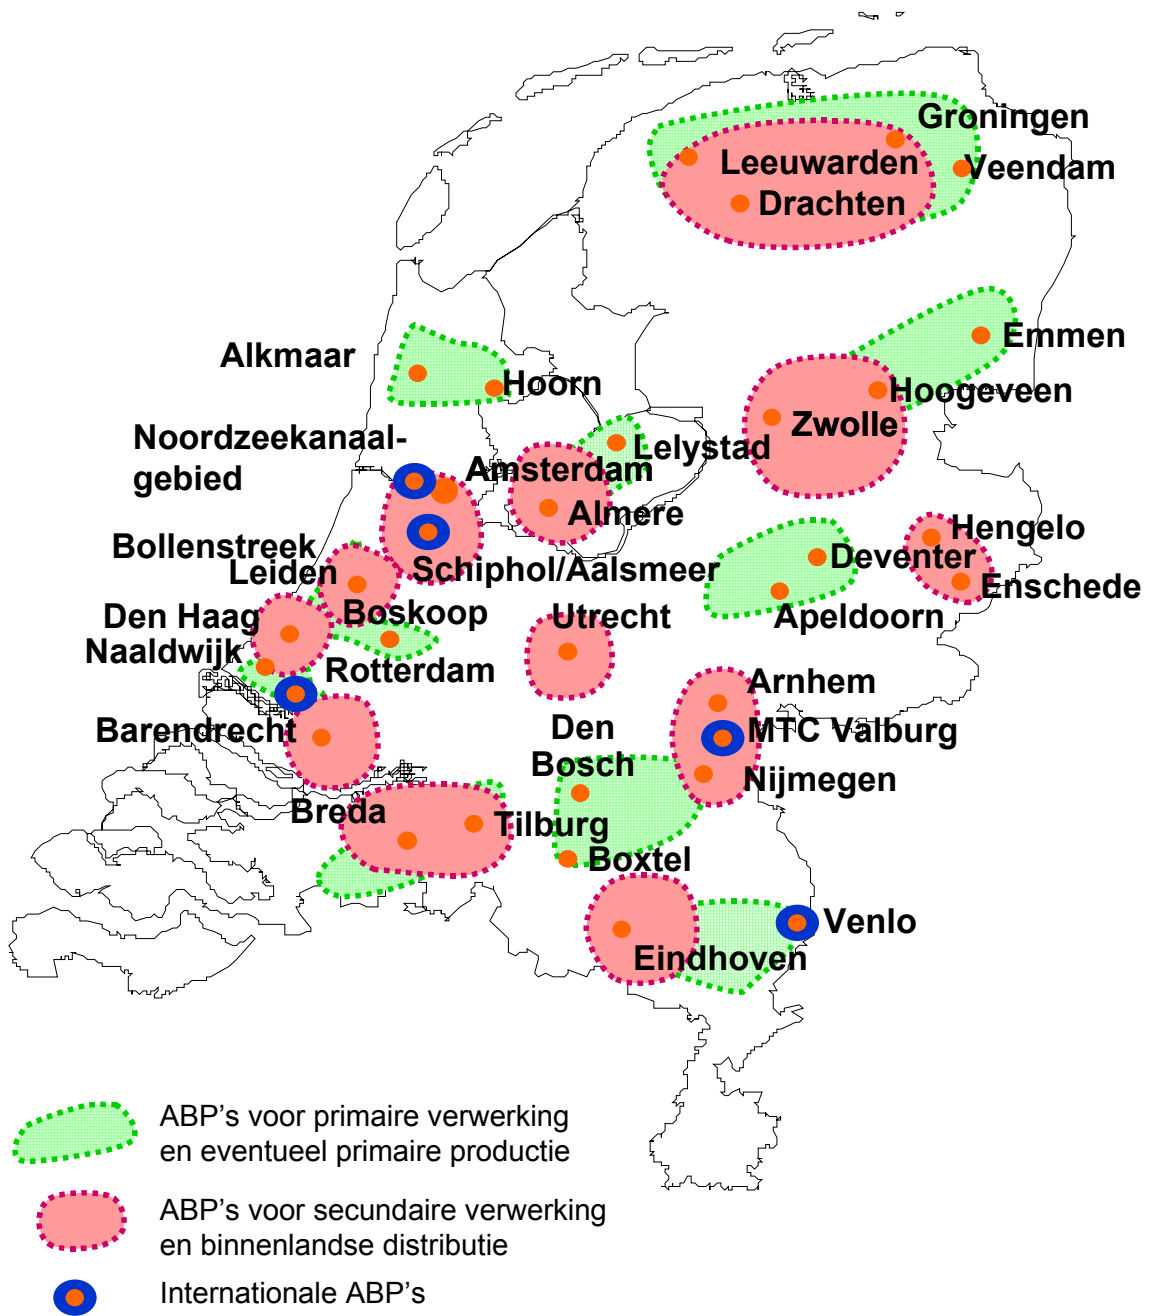 Groningen
Leeuwarden
Veendam
Drachten
Emmen
Alkmaar
Hoorn
Hoogeveen
Zwolle
Noordzeekanaal-
gebied
Lelystad
Amsterdam
Almere
Bollenstreek
Leiden
Schiphol/Aalsmeer
Hengelo
Deventer
Enschede
Den Haag
Boskoop
Utrecht
Apeldoorn
Naaldwijk
Rotterdam
Arnhem
Barendrecht
Den
Bosch
MTC Valburg
Nijmegen
Breda
Tilburg
Boxtel
Venlo
Eindhoven
ABP's voor primaire verwerking
en eventueel primaire productie
ABP's voor secundaire verwerking
en binnenlandse distributie
Internationale ABP's